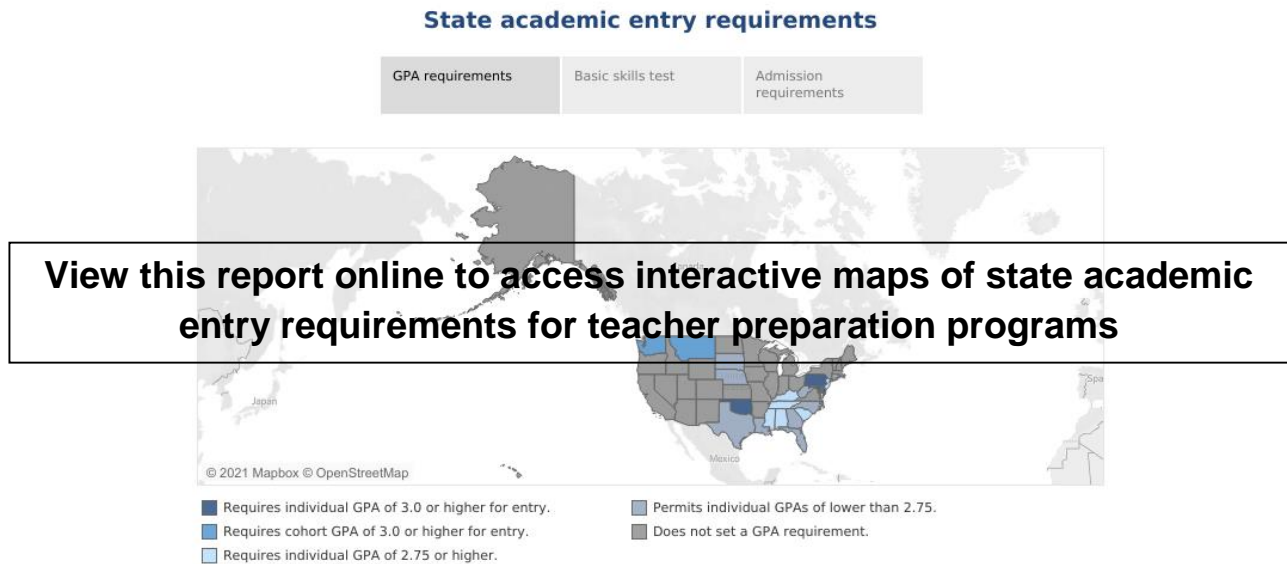 State academic entry requirements
GPA requirements
Basic skills test
Admission
requirements
View this report online to access interactive maps of state academic
entry requirements for teacher preparation programs
Japan
Mexico
© 2021 Mapbox © OpenStreetMap
Requires individual GPA of 3.0 or higher for entry.
Requires cohort GPA of 3.0 or higher for entry.
Requires individual GPA of 2.75 or higher.
Permits individual GPAs of lower than 2.75.
Does not set a GPA requirement.